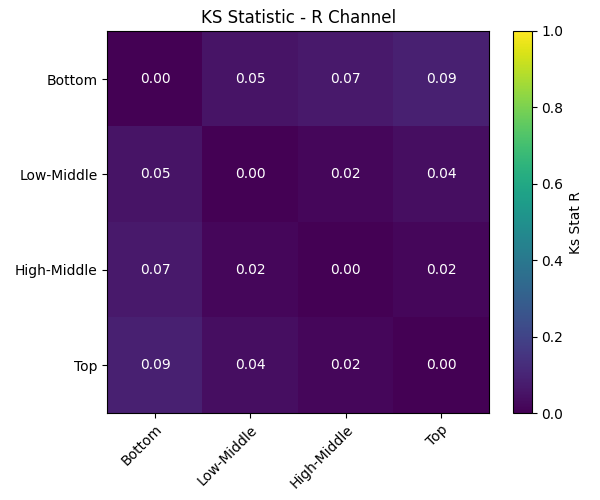 KS Statistic - R Channel
Bottom 0.00 0.05 0.07 0.09
Low-Middle 0.05 0.00 0.02 0.04
High-Middle 0.07 0.02 0.00 0.02
Top 0.09 0.04 0.02 0.00
Bottom Low-Middle High-Middle Top
1.0
0.8
0.6
0.4
0.2
0.0
Ks Stat R